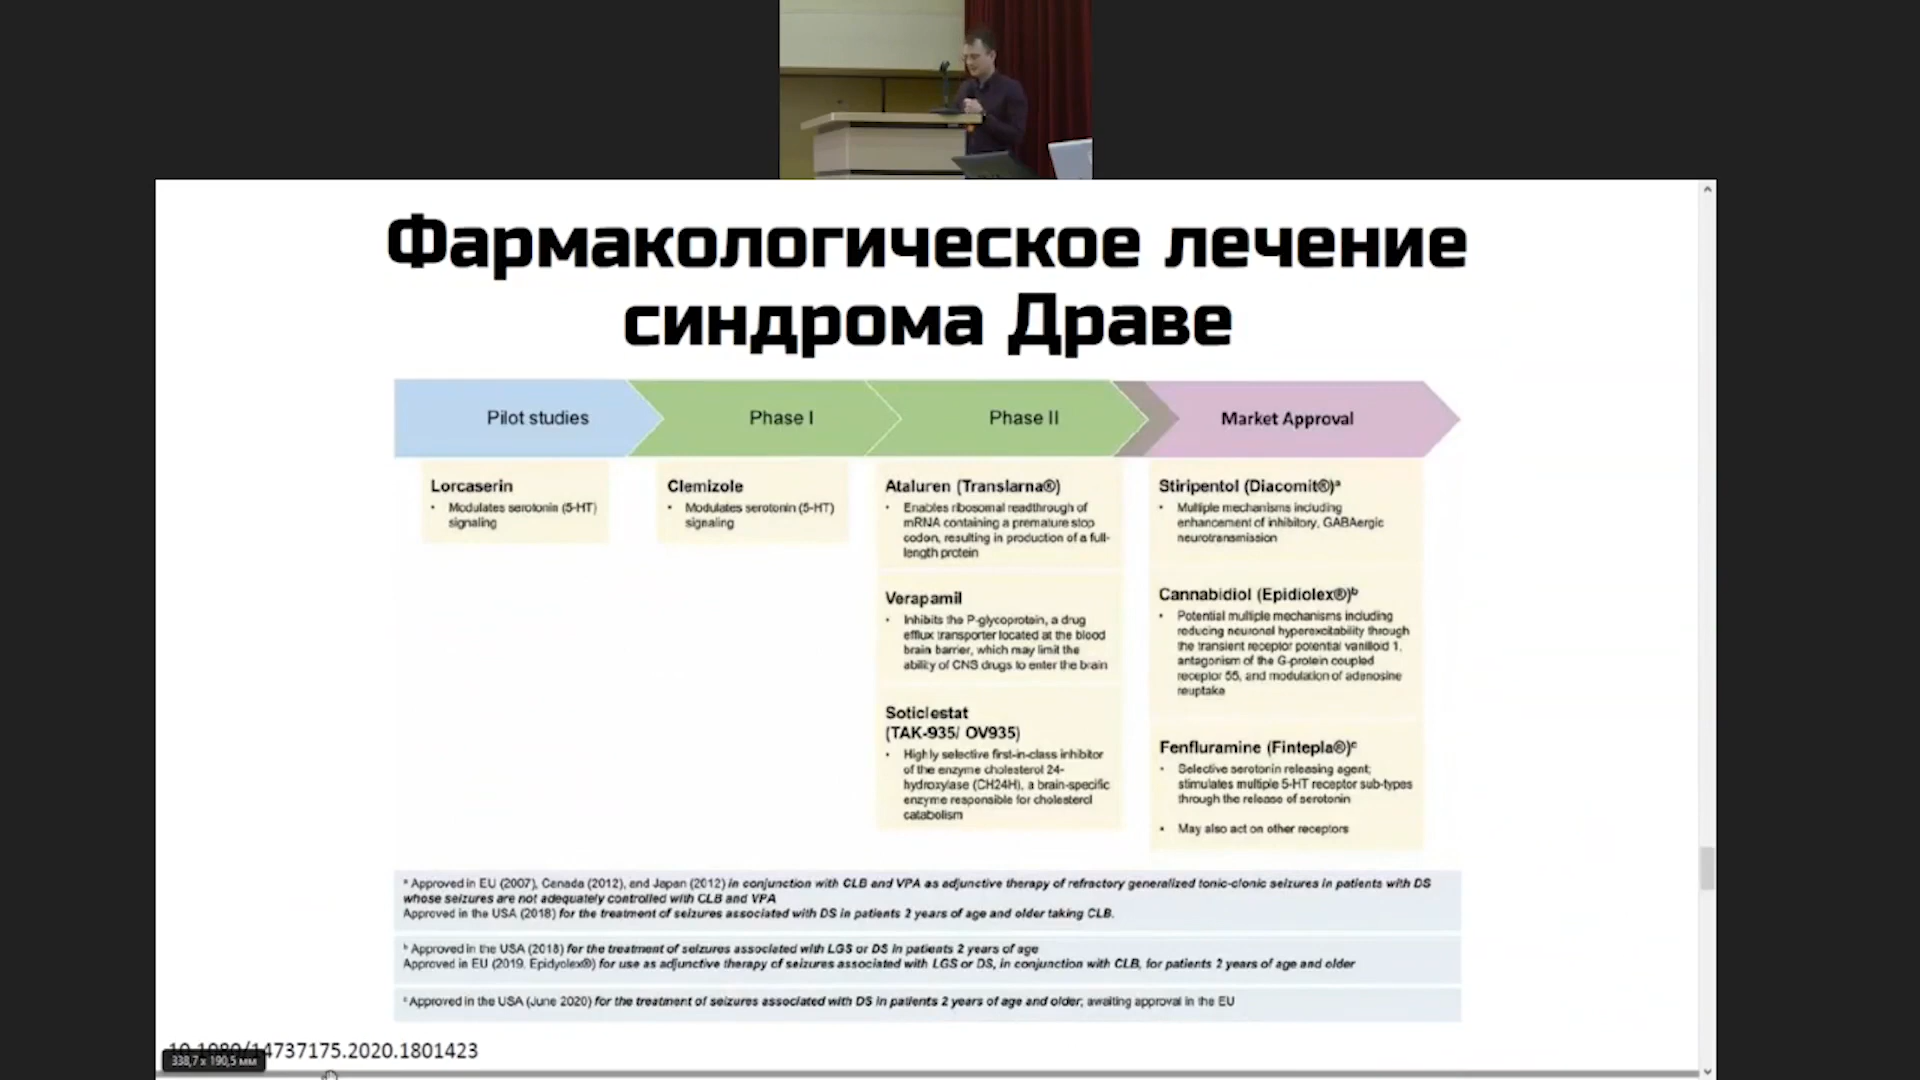 Фармакологическое лечение
синдрома Драве
Pilot studies
Phase I
Phase II
Market Approval
Lorcaserin
• Modulates serotonin (5-HT)
signaling
Clemizole
• Modulates serotonin (5-HT)
signaling
Ataluren (Translarna®)
• Enables ribosomal readthrough of
mRNA containing a premature stop
codon, resulting in production of a full-
length protein
Verapamil
• Inhibits the P-glycoprotein, a drug
efflux transporter located at the blood
brain barrier, which may limit the
ability of CNS drugs to enter the brain
Soticlestat
(TAK-935/ OV935)
• Highly selective first-in-class inhibitor
of the enzyme cholesterol 24-
hydroxylase (CH24H), a brain-specific
enzyme responsible for cholesterol
catabolism
Stiripentol (Diacomit®)ᵃ
• Multiple mechanisms including
enhancement of inhibitory, GABAergic
neurotransmission
Cannabidiol (Epidiolex®)ᵇ
• Potential multiple mechanisms including
reducing neuronal hyperexcitability through
the transient receptor potential vanilloid 1,
antagonism of the G-protein coupled
receptor 55, and modulation of adenosine
reuptake
Fenfluramine (Fintepla®)ᶜ
• Selective serotonin releasing agent;
stimulates multiple 5-HT receptor sub-types
through the release of serotonin
• May also act on other receptors
ᵃ Approved in EU (2007), Canada (2012), and Japan (2012) in conjunction with CLB and VPA as adjunctive therapy of refractory generalized tonic-clonic seizures in patients with DS
whose seizures are not adequately controlled with CLB and VPA
Approved in the USA (2018) for the treatment of seizures associated with DS in patients 2 years of age and older taking CLB.
ᵇ Approved in the USA (2018) for the treatment of seizures associated with LGS or DS in patients 2 years of age
Approved in EU (2019, Epidyolex®) for use as adjunctive therapy of seizures associated with LGS or DS, in conjunction with CLB, for patients 2 years of age and older
ᶜ Approved in the USA (June 2020) for the treatment of seizures associated with DS in patients 2 years of age and older; awaiting approval in the EU
10.1080/14737175.2020.1801423
338,7 x 190,5 мм